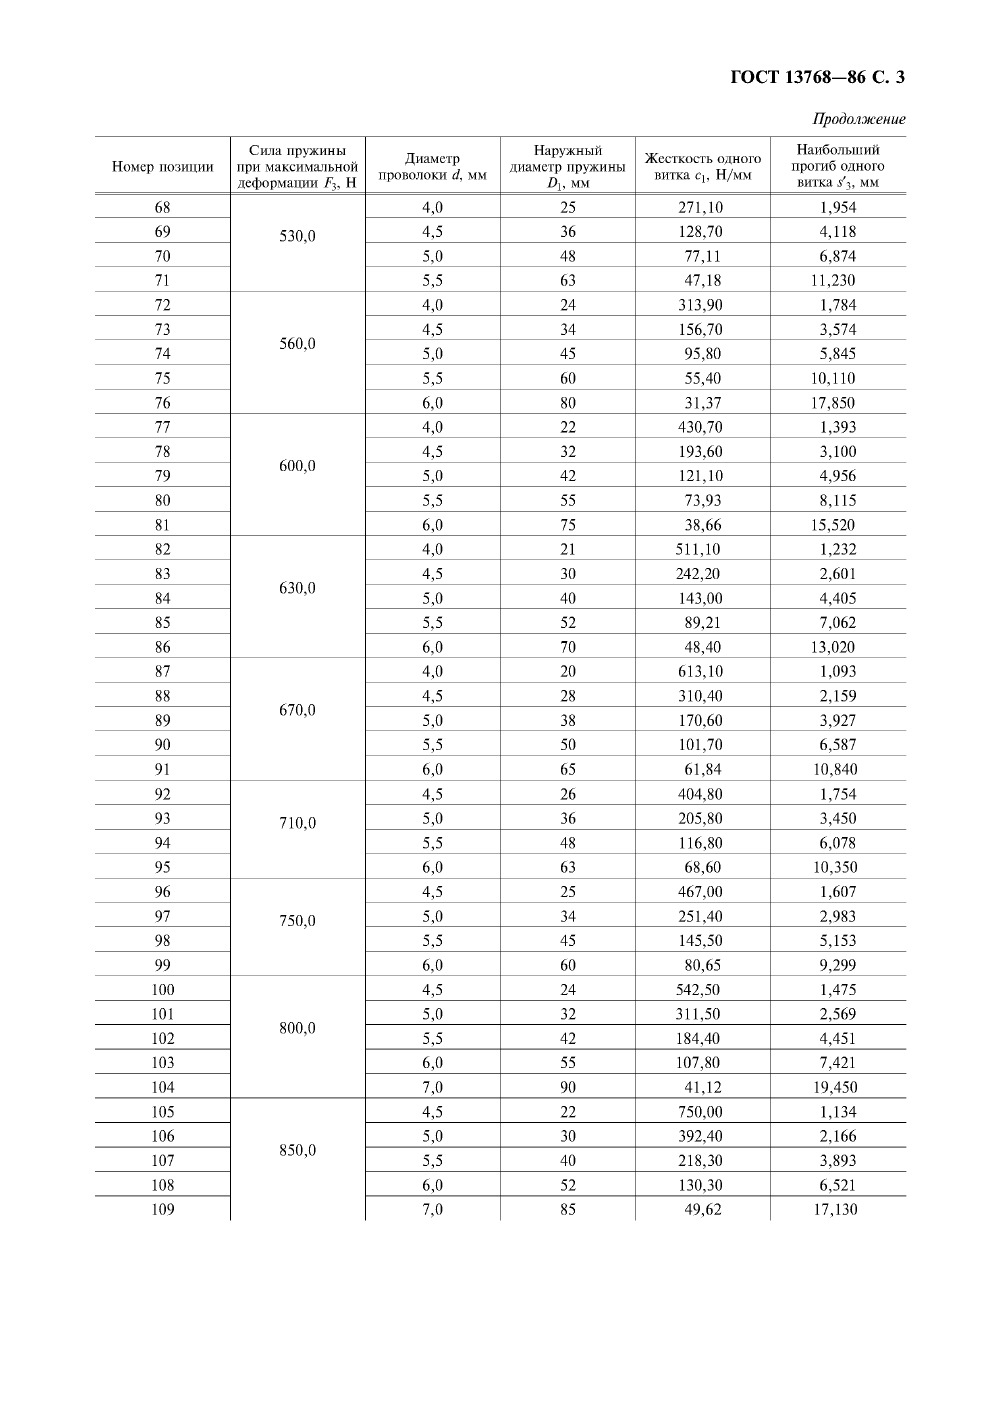 ГОСТ 13768—86 С. 3
Продолжение
Номер позиции
Сила пружины
при максимальной
деформации F₃, Н
Диаметр
проволоки d, мм
Наружный
диаметр пружины
D₁, мм
Жесткость одного
витка c₁, Н/мм
Наибольший
прогиб одного
витка s′₃, мм
68 530,0 4,0 25 271,10 1,954
69 4,5 36 128,70 4,118
70 5,0 48 77,11 6,874
71 5,5 63 47,18 11,230
72 560,0 4,0 24 313,90 1,784
73 4,5 34 156,70 3,574
74 5,0 45 95,80 5,845
75 5,5 60 55,40 10,110
76 6,0 80 31,37 17,850
77 600,0 4,0 22 430,70 1,393
78 4,5 32 193,60 3,100
79 5,0 42 121,10 4,956
80 5,5 55 73,93 8,115
81 6,0 75 38,66 15,520
82 630,0 4,0 21 511,10 1,232
83 4,5 30 242,20 2,601
84 5,0 40 143,00 4,405
85 5,5 52 89,21 7,062
86 6,0 70 48,40 13,020
87 670,0 4,0 20 613,10 1,093
88 4,5 28 310,40 2,159
89 5,0 38 170,60 3,927
90 5,5 50 101,70 6,587
91 6,0 65 61,84 10,840
92 710,0 4,5 26 404,80 1,754
93 5,0 36 205,80 3,450
94 5,5 48 116,80 6,078
95 6,0 63 68,60 10,350
96 750,0 4,5 25 467,00 1,607
97 5,0 34 251,40 2,983
98 5,5 45 145,50 5,153
99 6,0 60 80,65 9,299
100 800,0 4,5 24 542,50 1,475
101 5,0 32 311,50 2,569
102 5,5 42 184,40 4,451
103 6,0 55 107,80 7,421
104 7,0 90 41,12 19,450
105 850,0 4,5 22 750,00 1,134
106 5,0 30 392,40 2,166
107 5,5 40 218,30 3,893
108 6,0 52 130,30 6,521
109 7,0 85 49,62 17,130